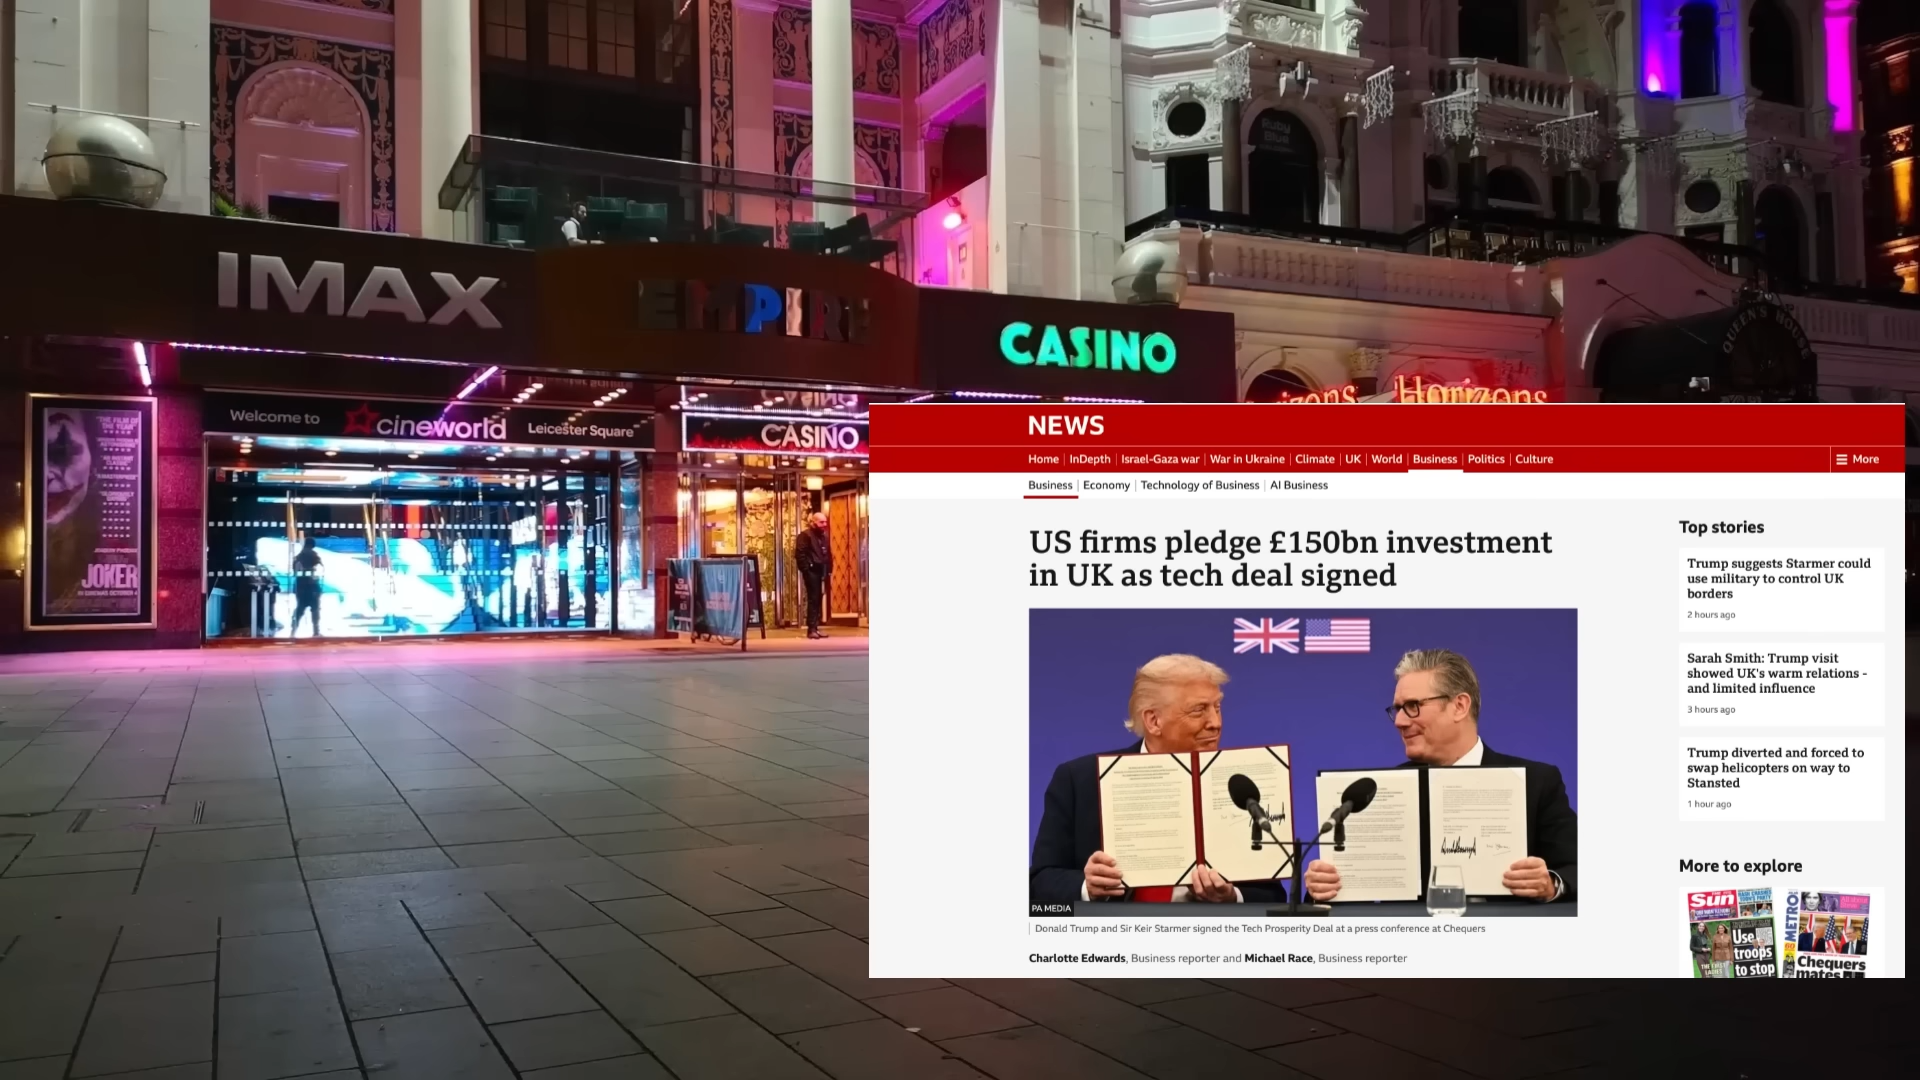 IMAX
EMPIRE
CASINO
Ruby
Blue
QUEEN'S HOUSE
Horizons
Welcome to cineworld Leicester Square
CASINO
JOKER
NEWS
Home InDepth Israel-Gaza war War in Ukraine Climate UK World Business Politics Culture More
Business Economy Technology of Business AI Business
US firms pledge £150bn investment
in UK as tech deal signed
PA MEDIA
Donald Trump and Sir Keir Starmer signed the Tech Prosperity Deal at a press conference at Chequers
Charlotte Edwards, Business reporter and Michael Race, Business reporter
Top stories
Trump suggests Starmer could
use military to control UK
borders
2 hours ago
Sarah Smith: Trump visit
showed UK's warm relations -
and limited influence
3 hours ago
Trump diverted and forced to
swap helicopters on way to
Stansted
1 hour ago
More to explore
Sun
Use
troops
to stop
METRO
Chequers
mates